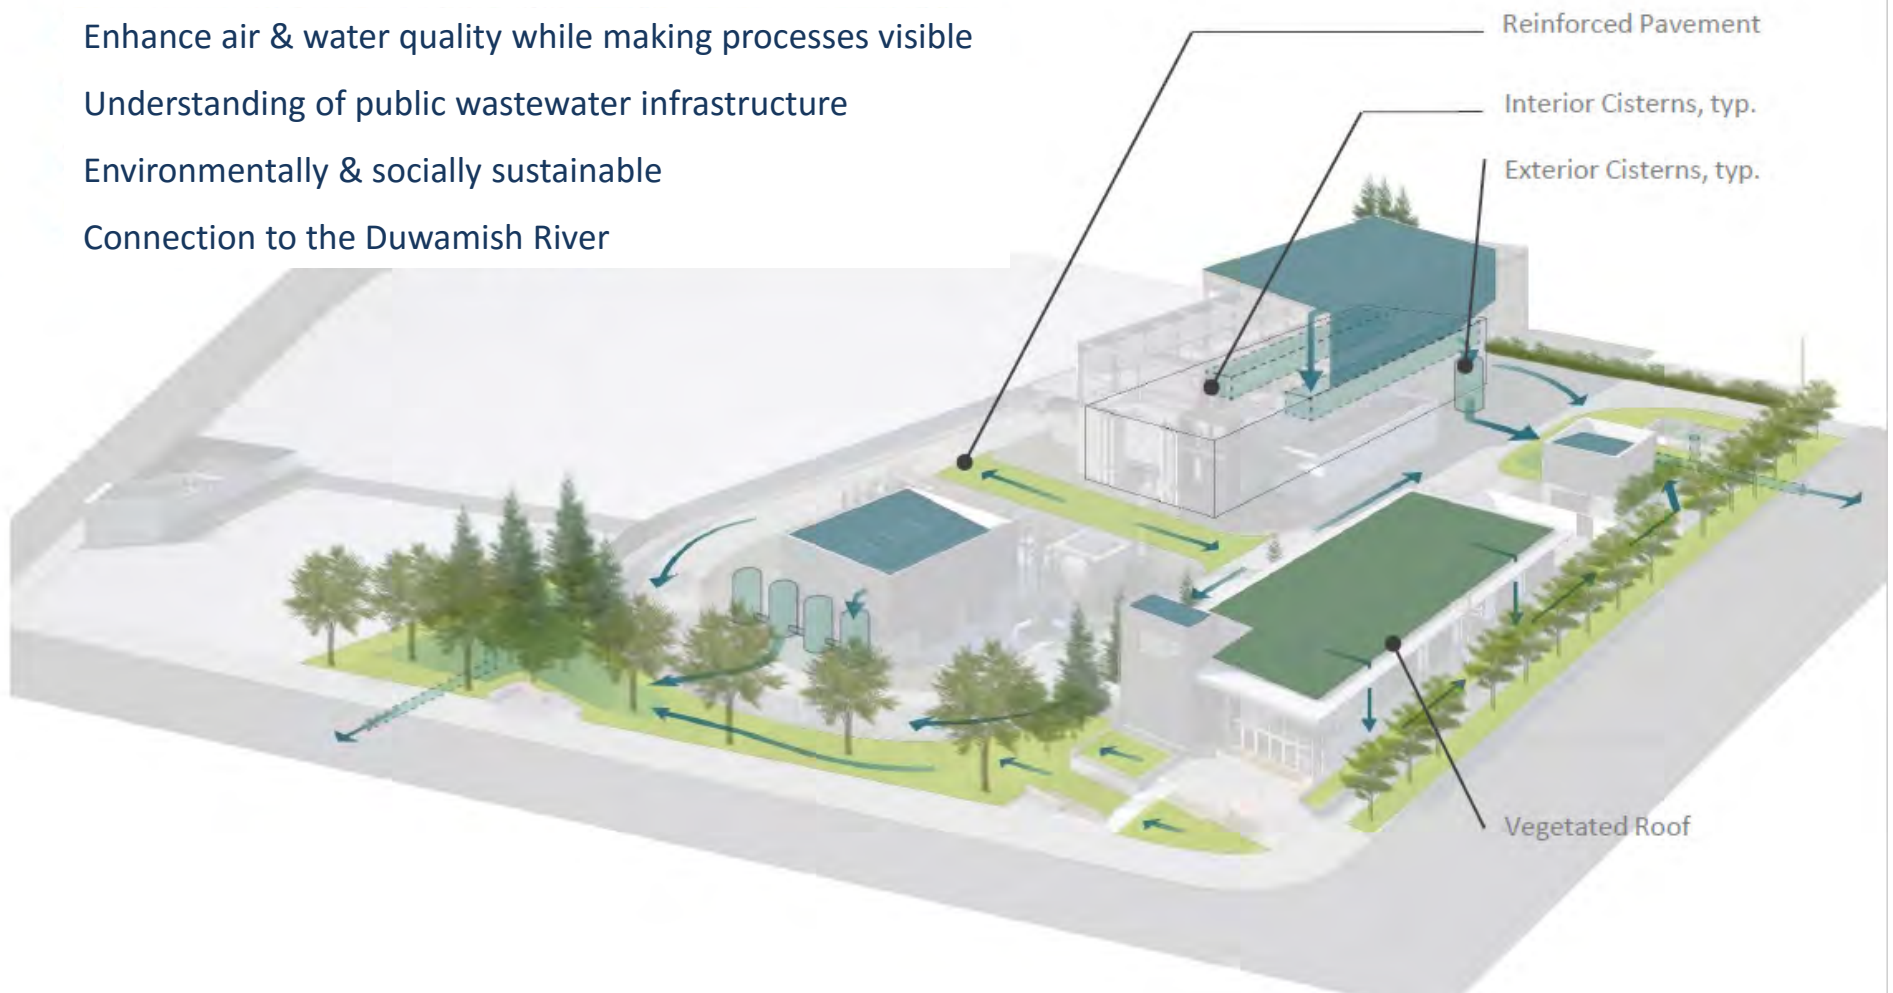 Enhance air & water quality while making processes visible
Understanding of public wastewater infrastructure
Environmentally & socially sustainable
Connection to the Duwamish River
Reinforced Pavement
Interior Cisterns, typ.
Exterior Cisterns, typ.
Vegetated Roof